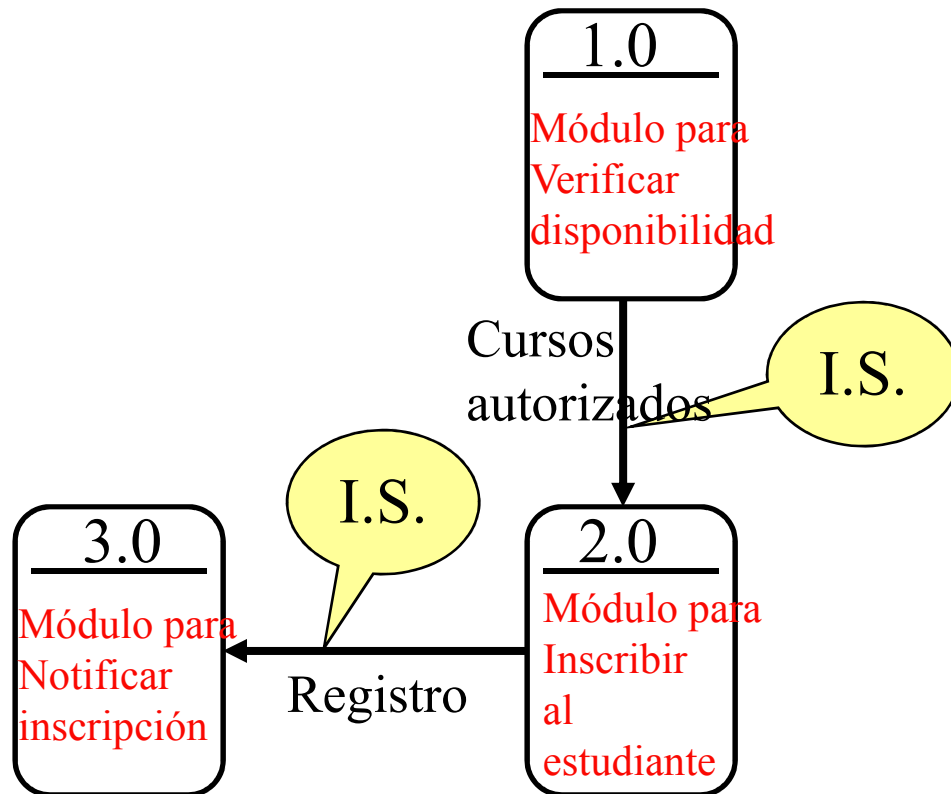 1.0
Módulo para
Verificar
disponibilidad
Cursos
autorizados
I.S.
I.S.
3.0
Módulo para
Notificar
inscripción
Registro
2.0
Módulo para
Inscribir
al
estudiante